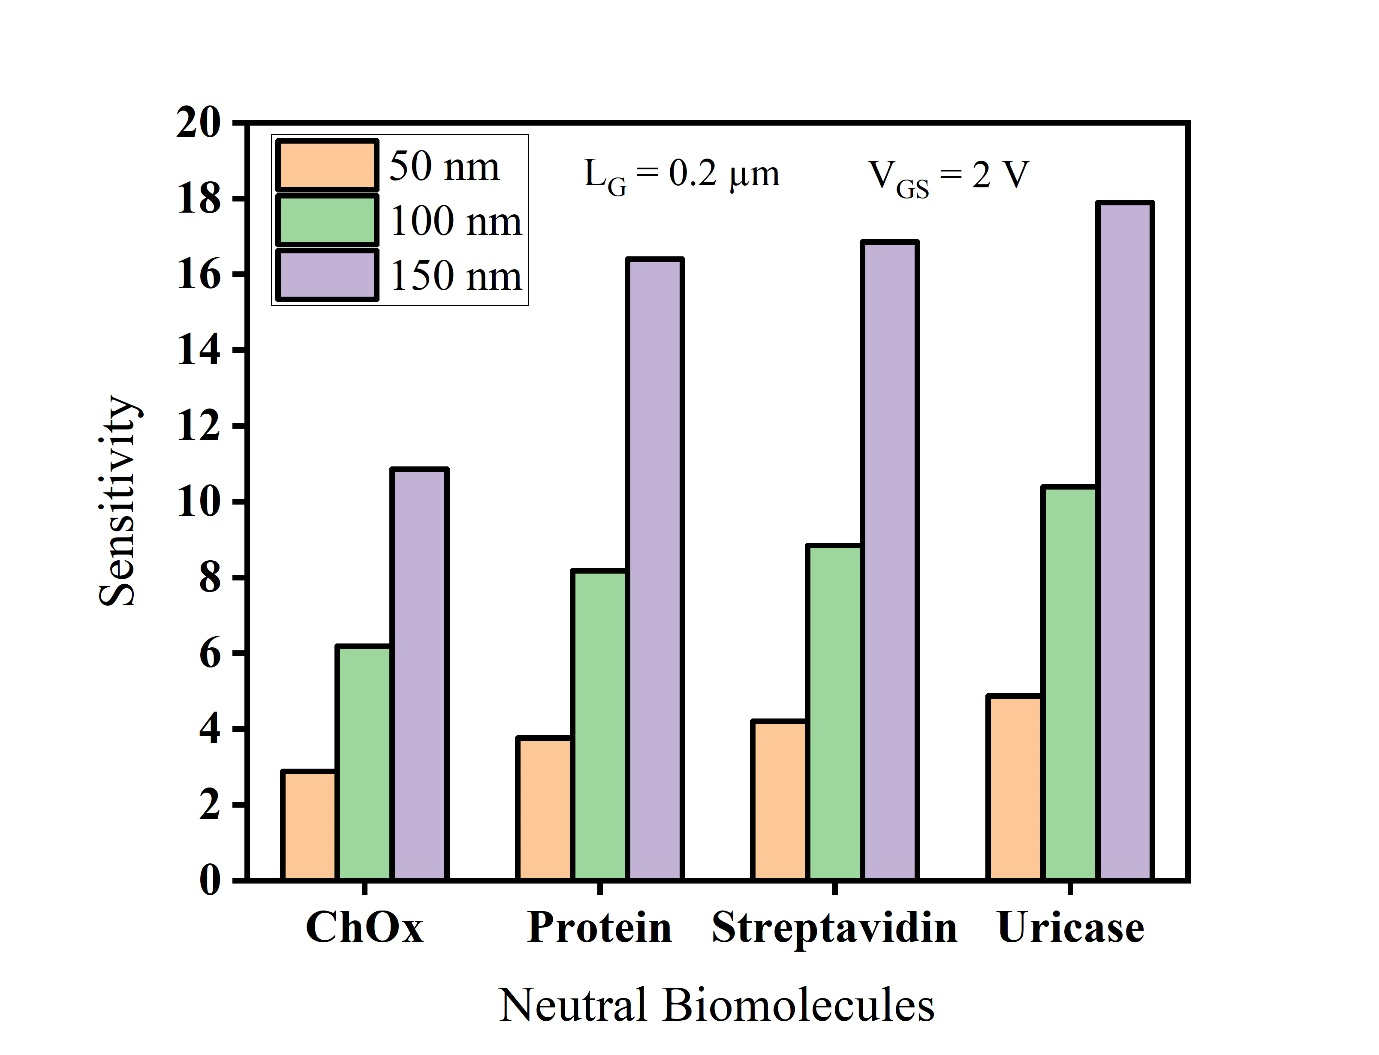 20
18
16
14
12
10
8
6
4
2
0
Sensitivity
50 nm
100 nm
150 nm
L_G = 0.2 µm
V_GS = 2 V
ChOx
Protein
Streptavidin
Uricase
Neutral Biomolecules